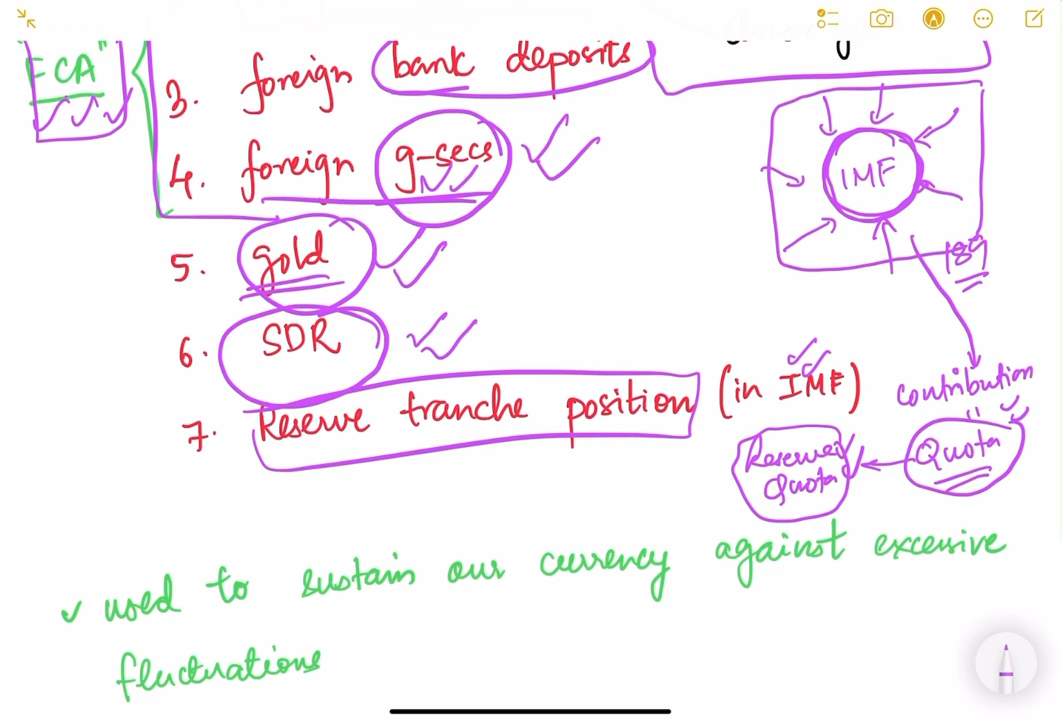 FCA"
3. foreign bank deposits
4. foreign g-secs
5. gold
6. SDR
7. Reserve tranche position (in IMF)
IMF
189
contribution
Quota
Reserved Quota
✓ used to sustain our currency against excessive
fluctuations